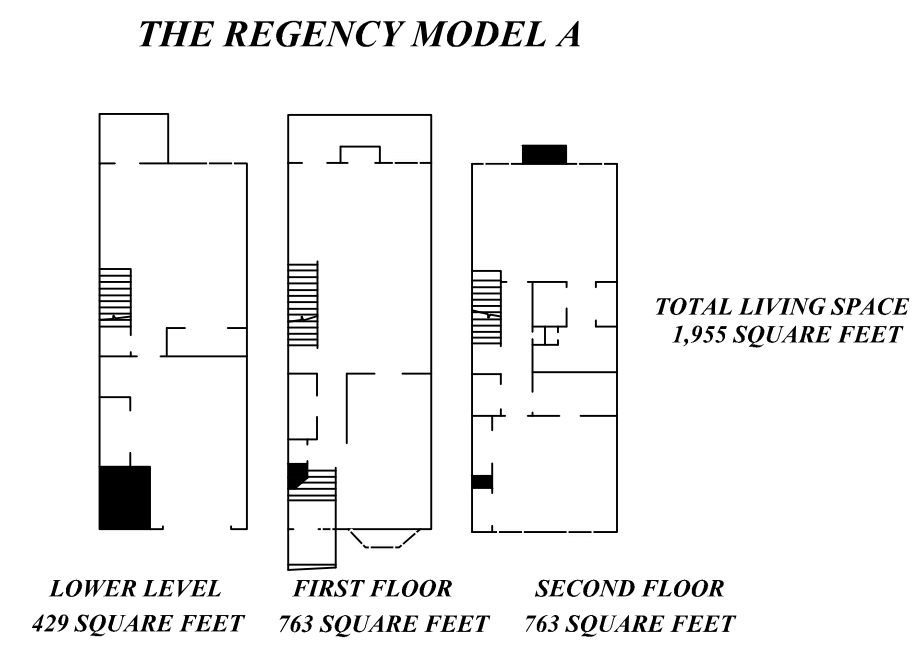 THE REGENCY MODEL A
TOTAL LIVING SPACE
1,955 SQUARE FEET
LOWER LEVEL
429 SQUARE FEET
FIRST FLOOR
763 SQUARE FEET
SECOND FLOOR
763 SQUARE FEET